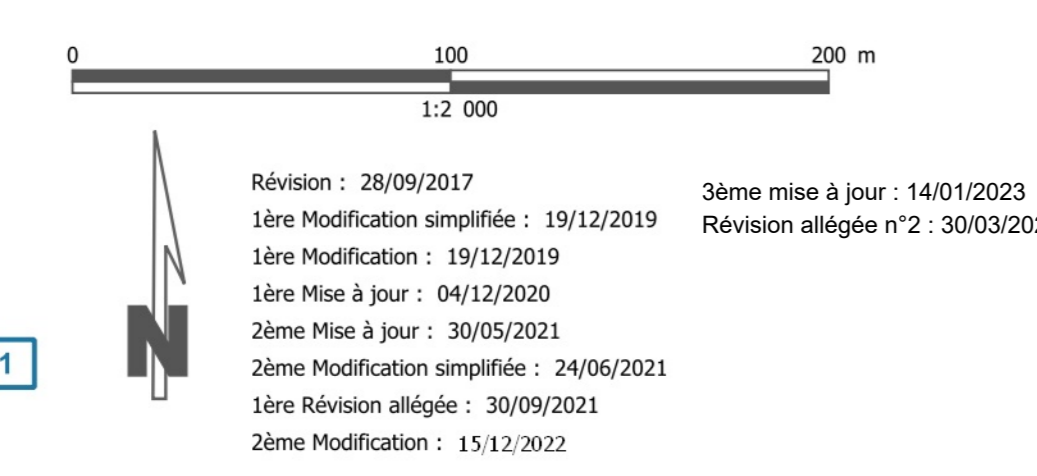 0 100 200 m
1:2 000
Révision : 28/09/2017
1ère Modification simplifiée : 19/12/2019
1ère Modification : 19/12/2019
1ère Mise à jour : 04/12/2020
2ème Mise à jour : 30/05/2021
2ème Modification simplifiée : 24/06/2021
1ère Révision allégée : 30/09/2021
2ème Modification : 15/12/2022
3ème mise à jour : 14/01/2023
Révision allégée n°2 :
N
1